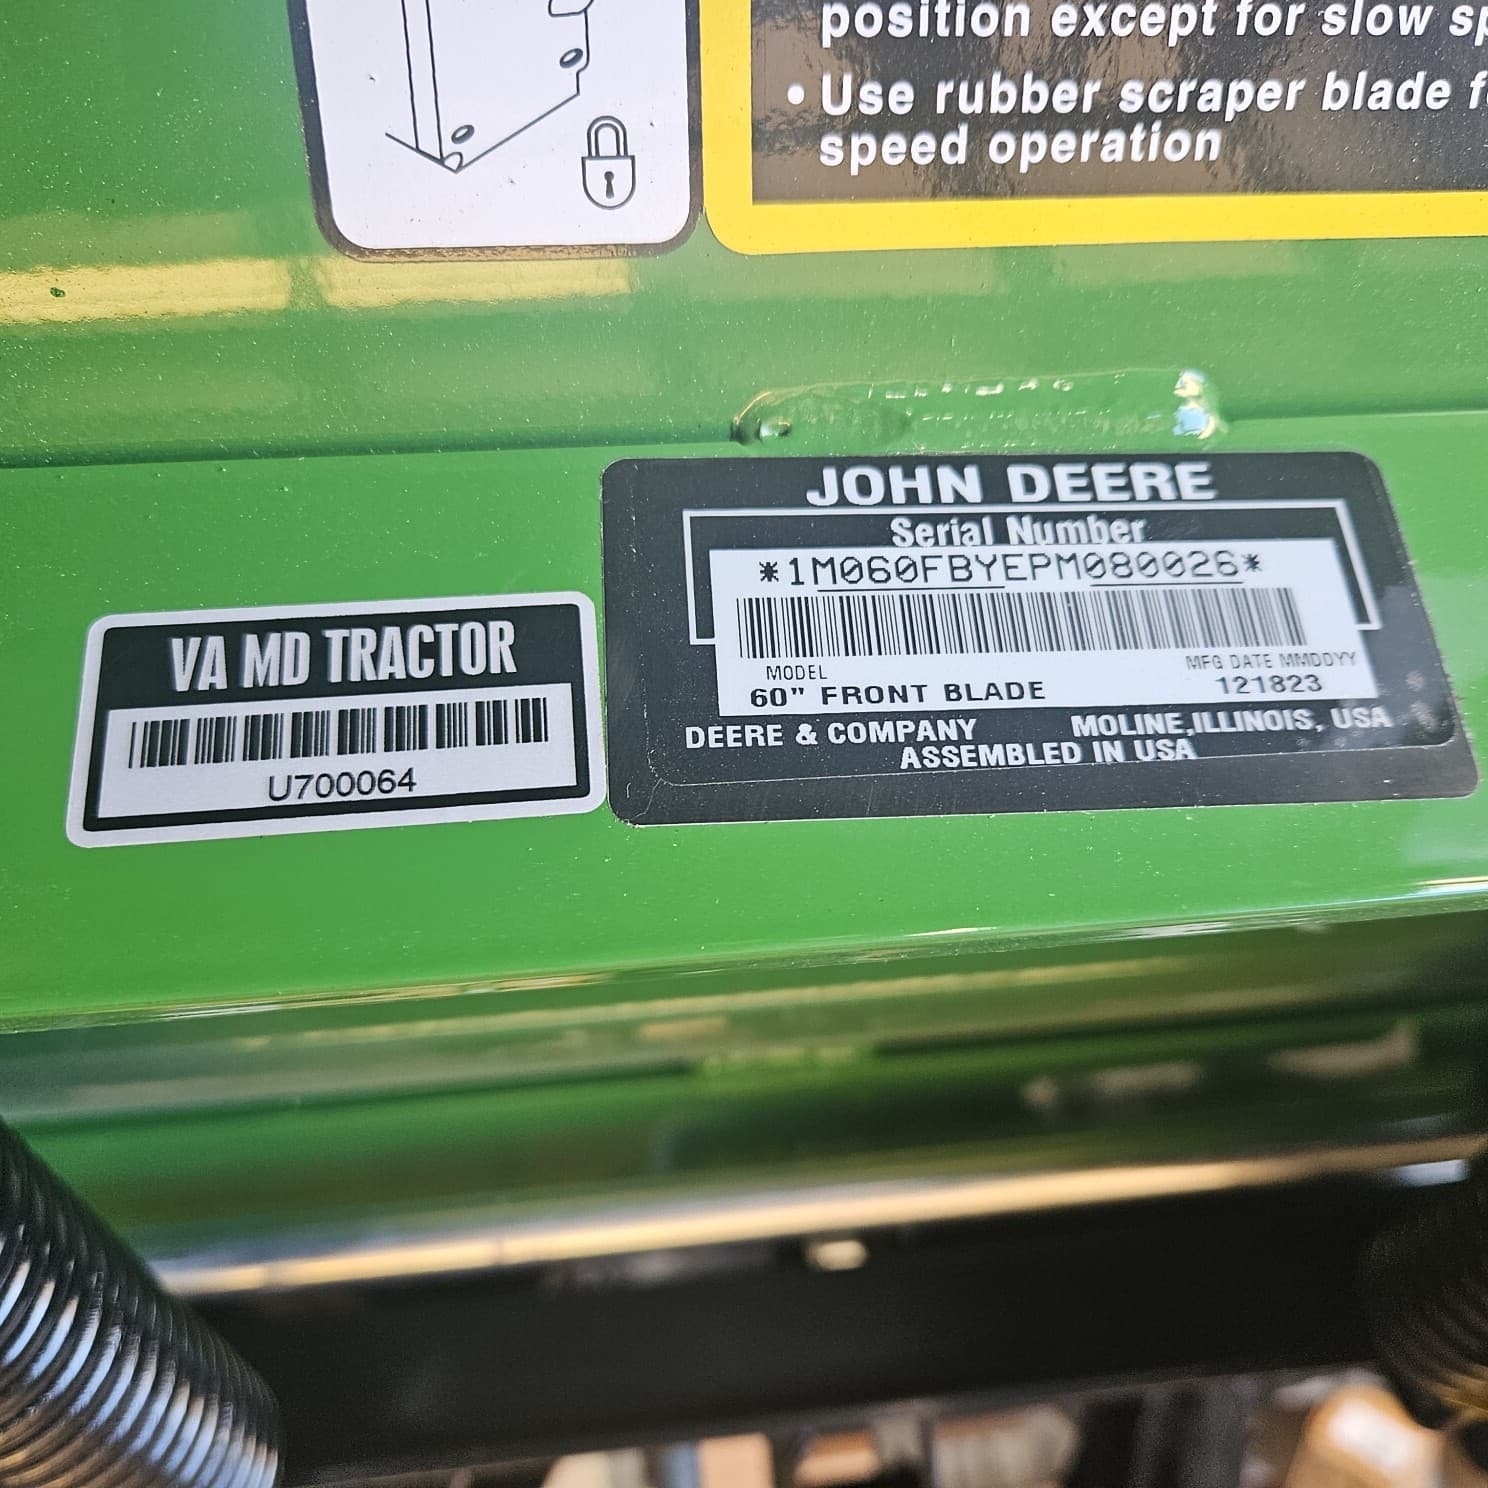 position except for slow
• Use rubber scraper blade
speed operation
JOHN DEERE
Serial Number
*1M060FBYEPM080026*
MODEL
MFG DATE MMDDYY
60" FRONT BLADE
121823
DEERE & COMPANY
MOLINE, ILLINOIS, USA
ASSEMBLED IN USA
VA MD TRACTOR
U700064